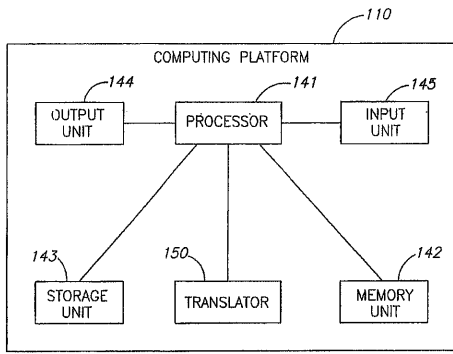 110
COMPUTING PLATFORM
144
141
145
OUTPUT
UNIT
PROCESSOR
INPUT
UNIT
143
150
142
STORAGE
UNIT
TRANSLATOR
MEMORY
UNIT